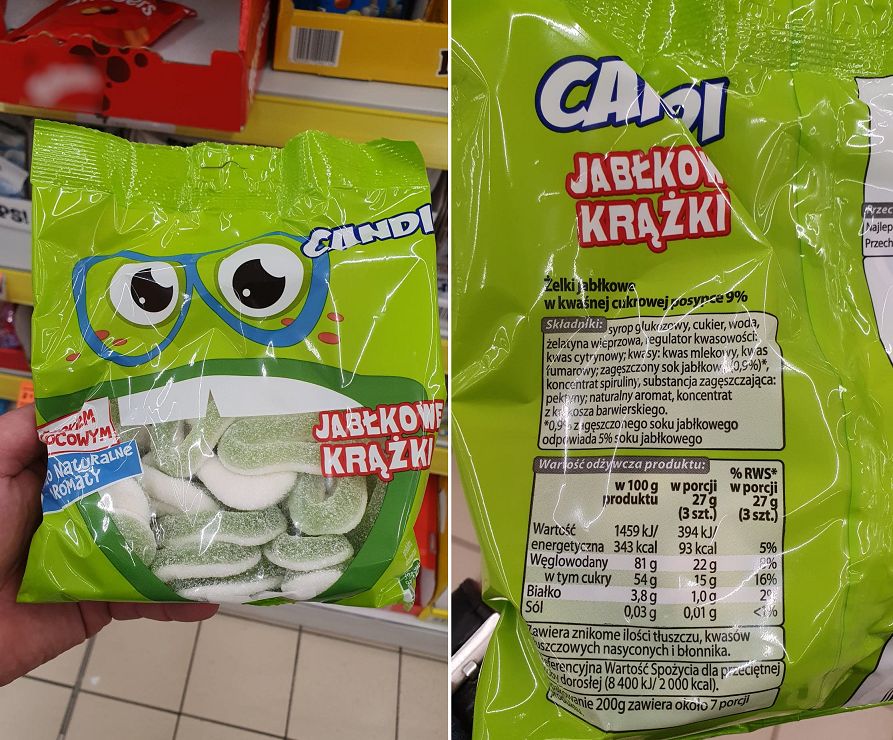 CANDI
JABŁKOWE
KRĄŻKI
OCOWYM
NATURALNE
AROMATY
CANDI
JABŁKOW
KRĄŻKI
Żelki jabłkowe
w kwaśnej cukrowej posypce 9%
Składniki: syrop glukozowy, cukier, woda,
żelatyna wieprzowa, regulator kwasowości:
kwas cytrynowy; kwasy: kwas mlekowy, kwas
fumarowy; zagęszczony sok jabłkowy (0,9%)*,
koncentrat spiruliny, substancja zagęszczająca:
pektyny; naturalny aromat, koncentrat
z krokosza barwierskiego.
*0,9% zagęszczonego soku jabłkowego
odpowiada 5% soku jabłkowego
Wartość odżywcza produktu:
w 100 g produktu
w porcji 27 g (3 szt.)
% RWS* w porcji 27 g (3 szt.)
Wartość 1459 kJ/ 394 kJ/
energetyczna 343 kcal 93 kcal 5%
Węglowodany 81 g 22 g 8%
w tym cukry 54 g 15 g 16%
Białko 3,8 g 1,0 g 2%
Sól 0,03 g 0,01 g <1%
Zawiera znikome ilości tłuszczu, kwasów
tłuszczowych nasyconych i błonnika.
Referencyjna Wartość Spożycia dla przeciętnej
dorosłej (8 400 kJ/ 2 000 kcal).
200g zawiera około 7 porcji
Najlep
Przech